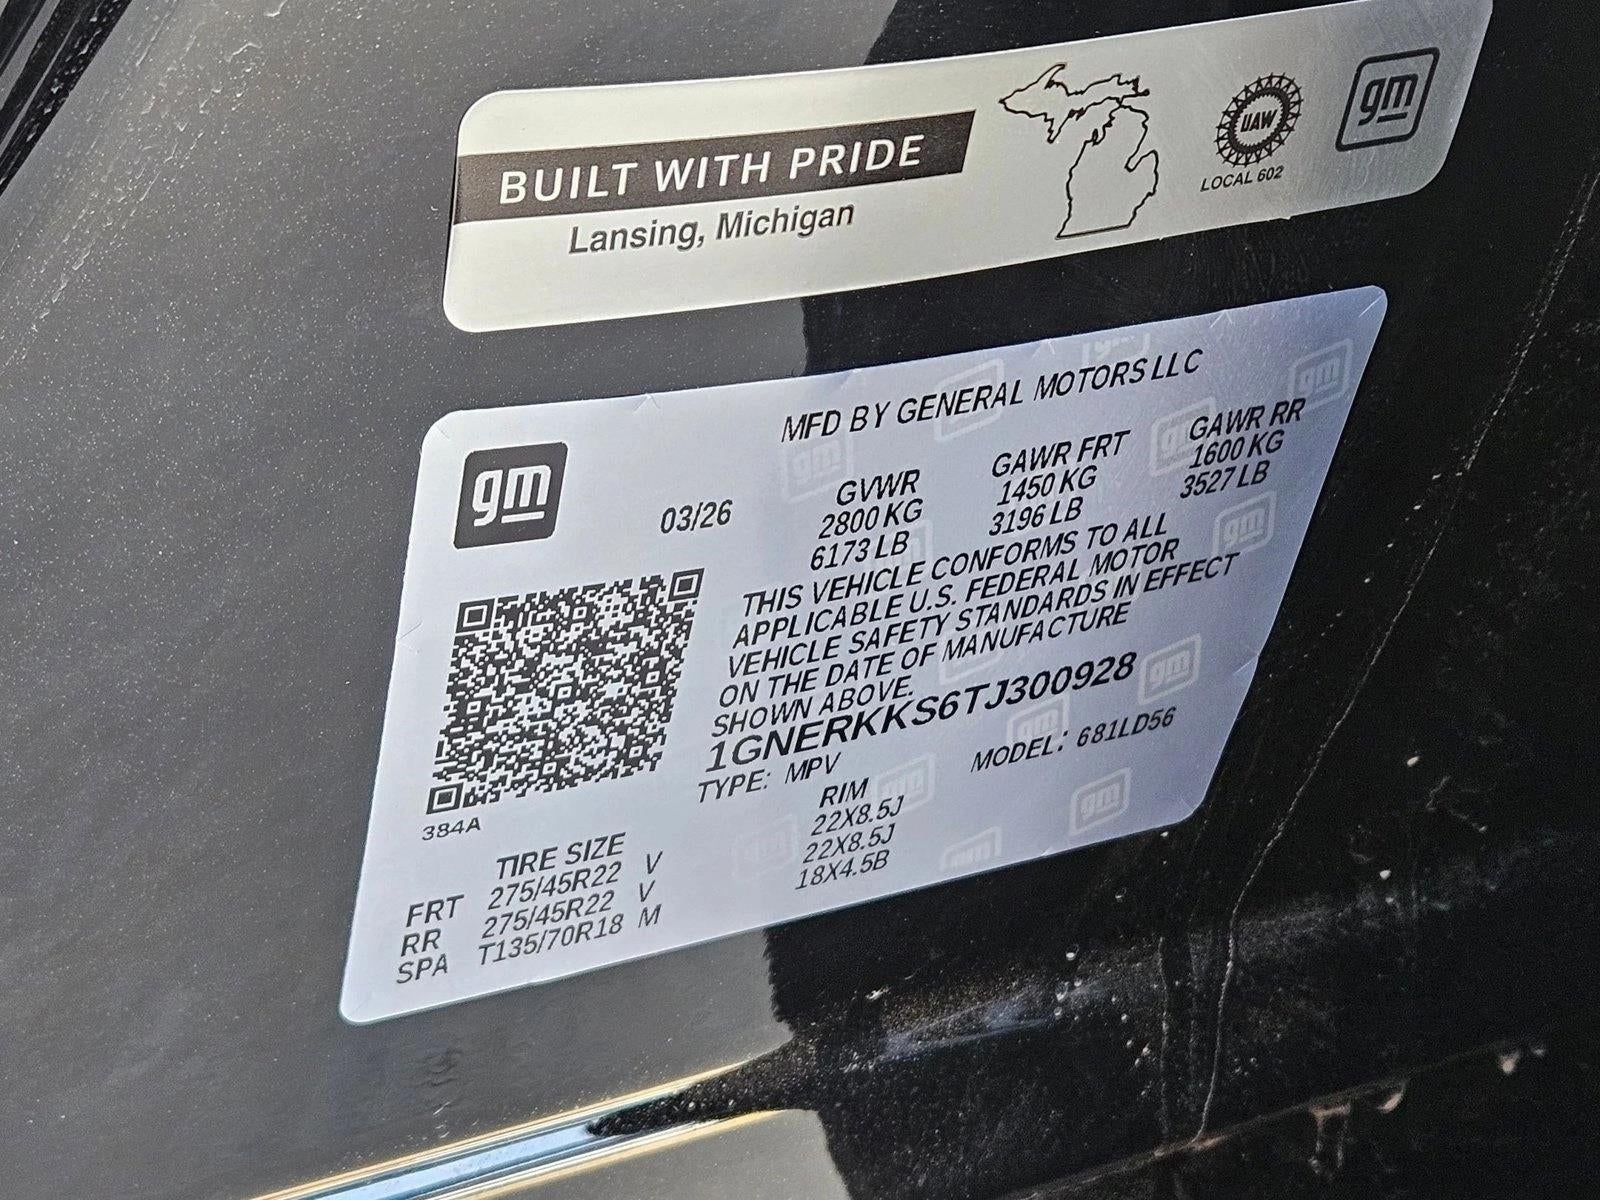 BUILT WITH PRIDE
Lansing, Michigan
UAW
LOCAL 602
gm
MFD BY GENERAL MOTORS LLC
gm
03/26
GVWR
2800 KG
6173 LB
GAWR FRT
1450 KG
3196 LB
GAWR RR
1600 KG
3527 LB
THIS VEHICLE CONFORMS TO ALL
APPLICABLE U.S. FEDERAL MOTOR
VEHICLE SAFETY STANDARDS IN EFFECT
ON THE DATE OF MANUFACTURE
SHOWN ABOVE.
1GNERKKS6TJ300928
TYPE: MPV MODEL: 681LD56
384A
TIRE SIZE RIM
FRT 275/45R22 V 22X8.5J
RR 275/45R22 V 22X8.5J
SPA T135/70R18 M 18X4.5B